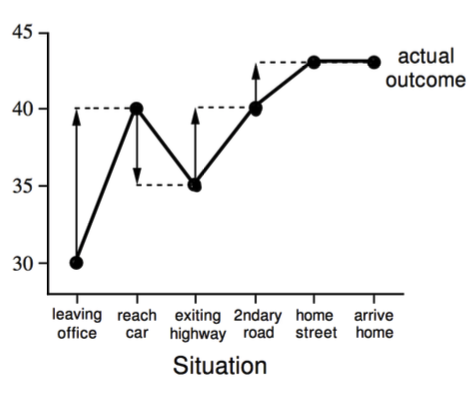 45
actual
outcome
40
35
30
leaving reach exiting 2ndary home arrive
office car highway road street home
Situation